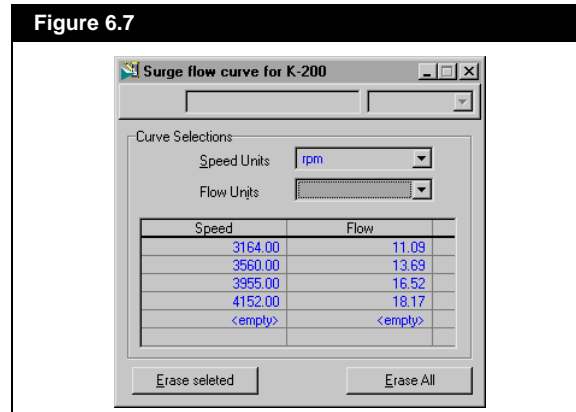 Figure 6.7
Surge flow curve for K-200
Curve Selections
Speed Units rpm
Flow Units
Speed Flow
3164.00 11.09
3560.00 13.69
3955.00 16.52
4152.00 18.17
<empty> <empty>
Erase seleted Erase All